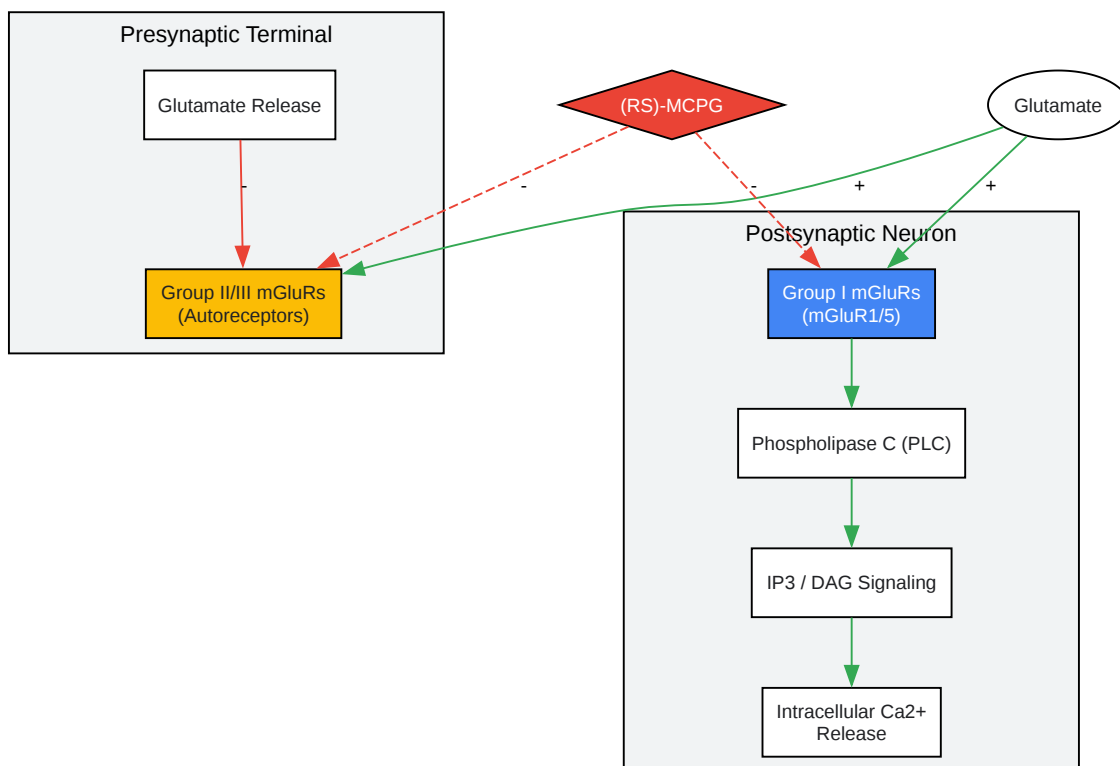 Presynaptic Terminal
Glutamate Release
(RS)-MCPG
Glutamate
-
-
-
+
+
Postsynaptic Neuron
Group II/III mGluRs
(Autoreceptors)
Group I mGluRs
(mGluR1/5)
Phospholipase C (PLC)
IP3 / DAG Signaling
Intracellular Ca2+
Release